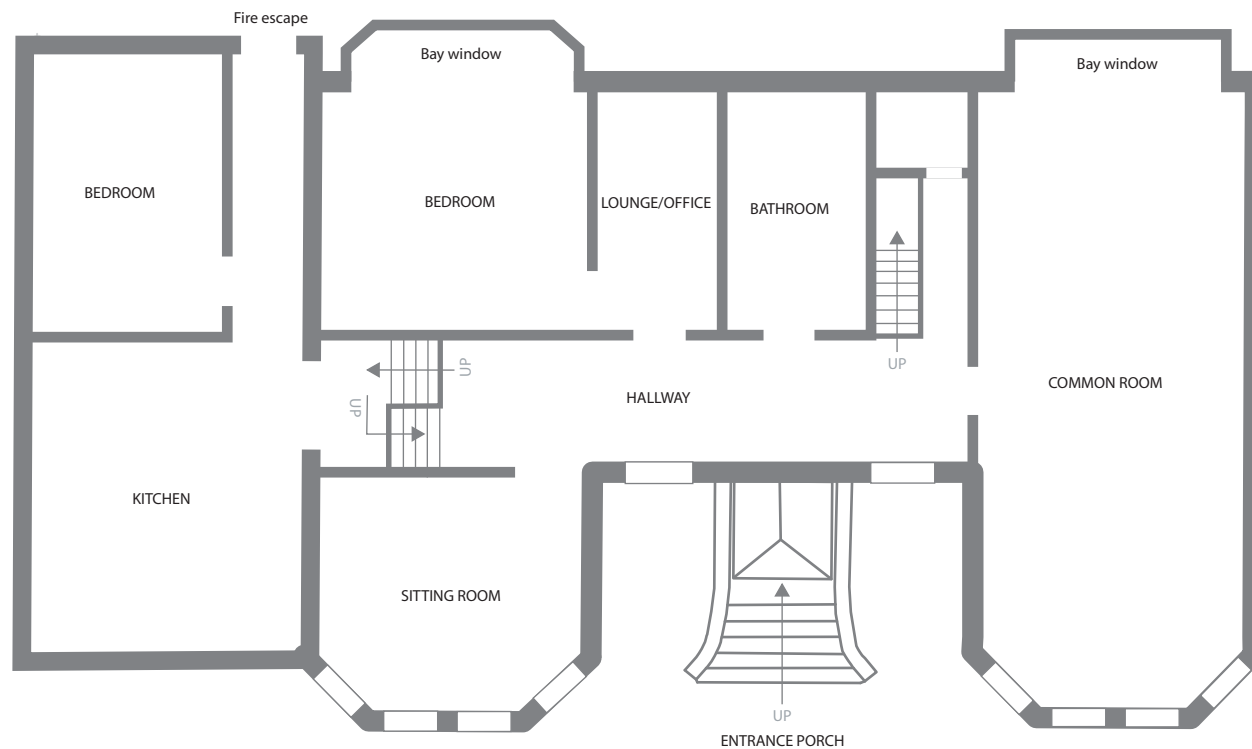 Fire escape
Bay window
Bay window
BEDROOM
BEDROOM
LOUNGE/OFFICE
BATHROOM
UP
UP
UP
HALLWAY
COMMON ROOM
KITCHEN
SITTING ROOM
UP
ENTRANCE PORCH